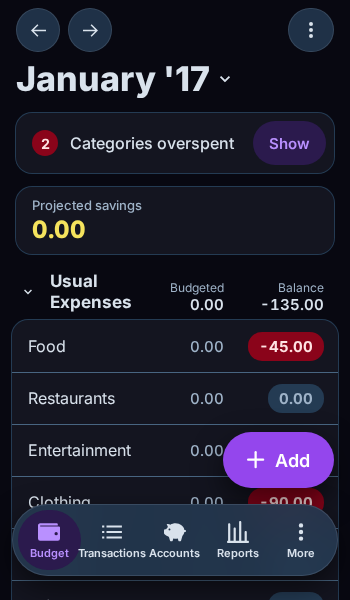 January '17
2 Categories overspent Show
Projected savings
0.00
Usual Expenses Budgeted 0.00 Balance -135.00
Food 0.00 -45.00
Restaurants 0.00 0.00
Entertainment 0.00
+ Add
Clothing 0.00 -90.00
Budget Transactions Accounts Reports More